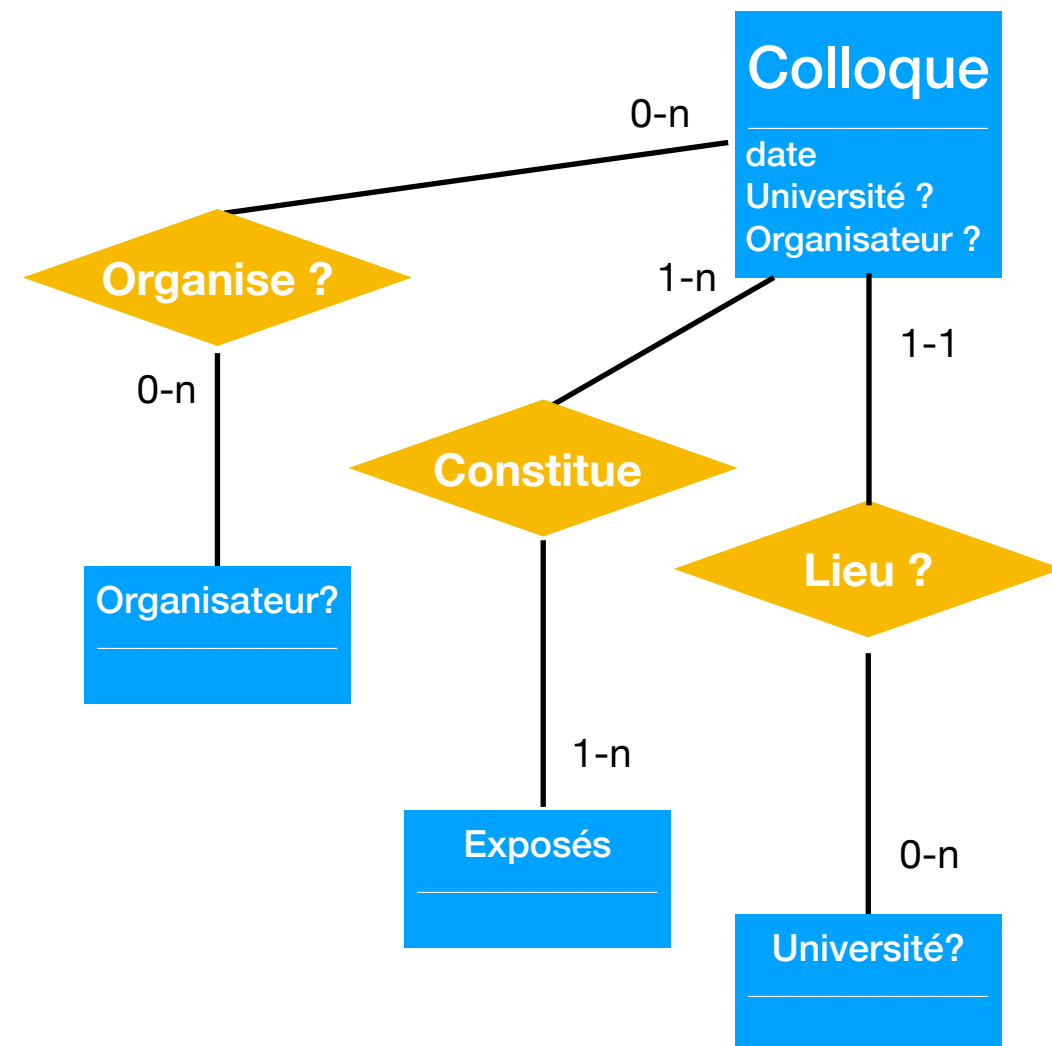 Colloque
date
Université ?
Organisateur ?
0-n
Organise ?
1-n
1-1
0-n
Constitue
Lieu ?
Organisateur?
1-n
Exposés
0-n
Université?